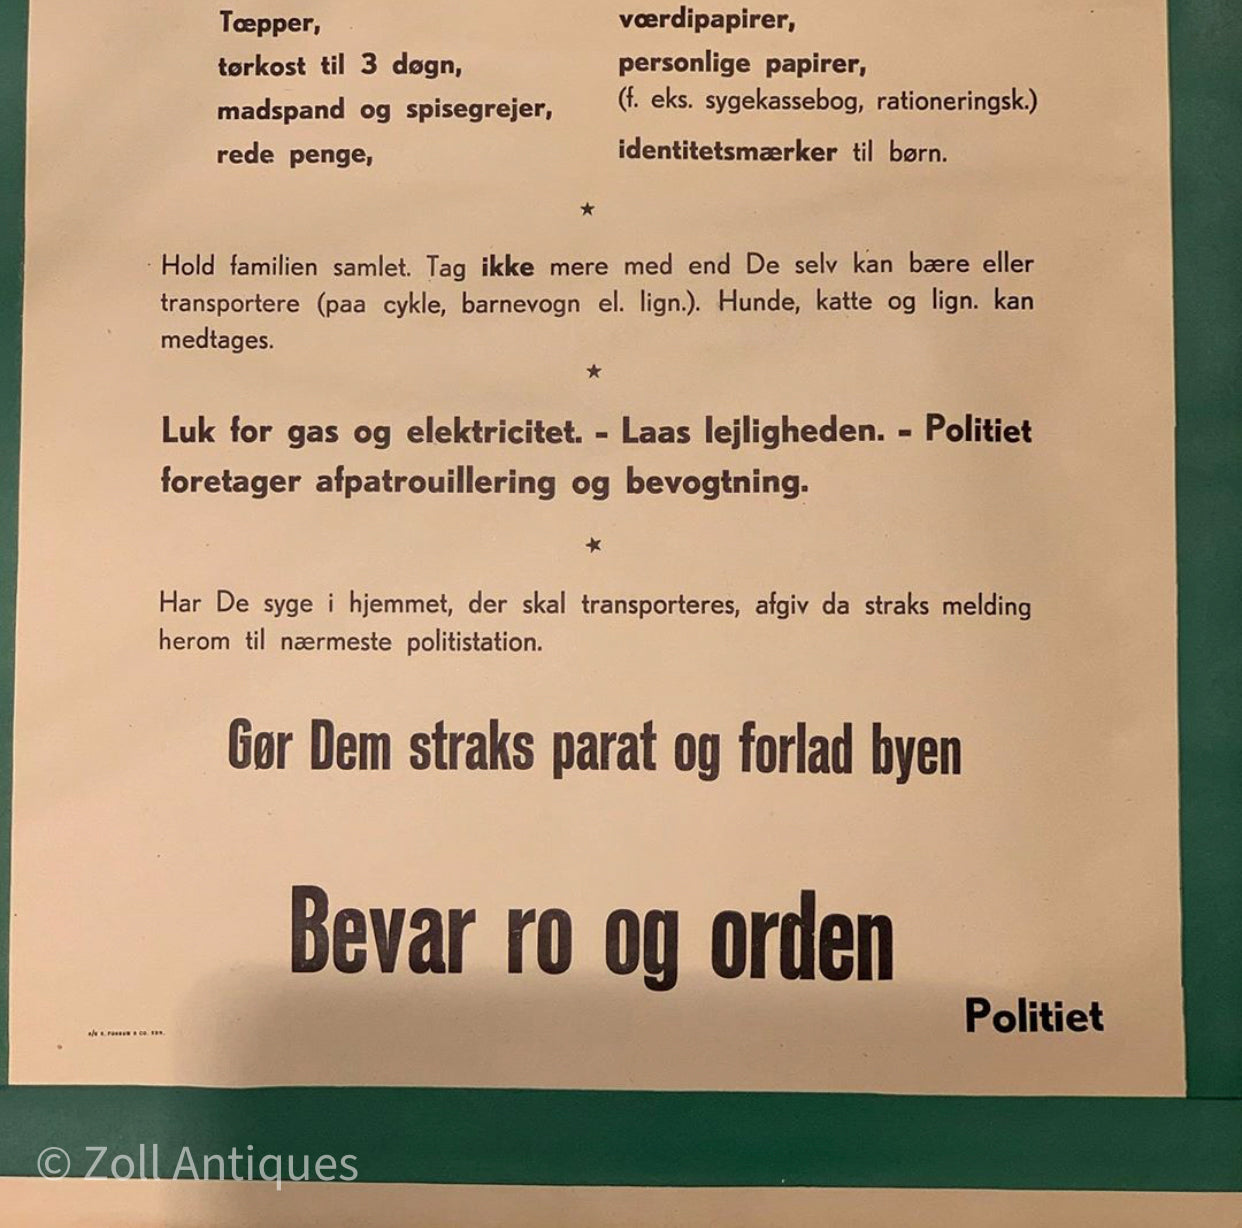 Tæpper,
tørkost til 3 døgn,
madspand og spisegrejer,
rede penge,
værdipapirer,
personlige papirer,
(f. eks. sygekassebog, rationeringsk.)
identitetsmærker til børn.
★
Hold familien samlet. Tag ikke mere med end De selv kan bære eller
transportere (paa cykle, barnevogn el. lign.). Hunde, katte og lign. kan
medtages.
★
Luk for gas og elektricitet. - Laas lejligheden. - Politiet
foretager afpatrouillering og bevogtning.
★
Har De syge i hjemmet, der skal transporteres, afgiv da straks melding
herom til nærmeste politistation.
Gør Dem straks parat og forlad byen
Bevar ro og orden
Politiet
© Zoll Antiques